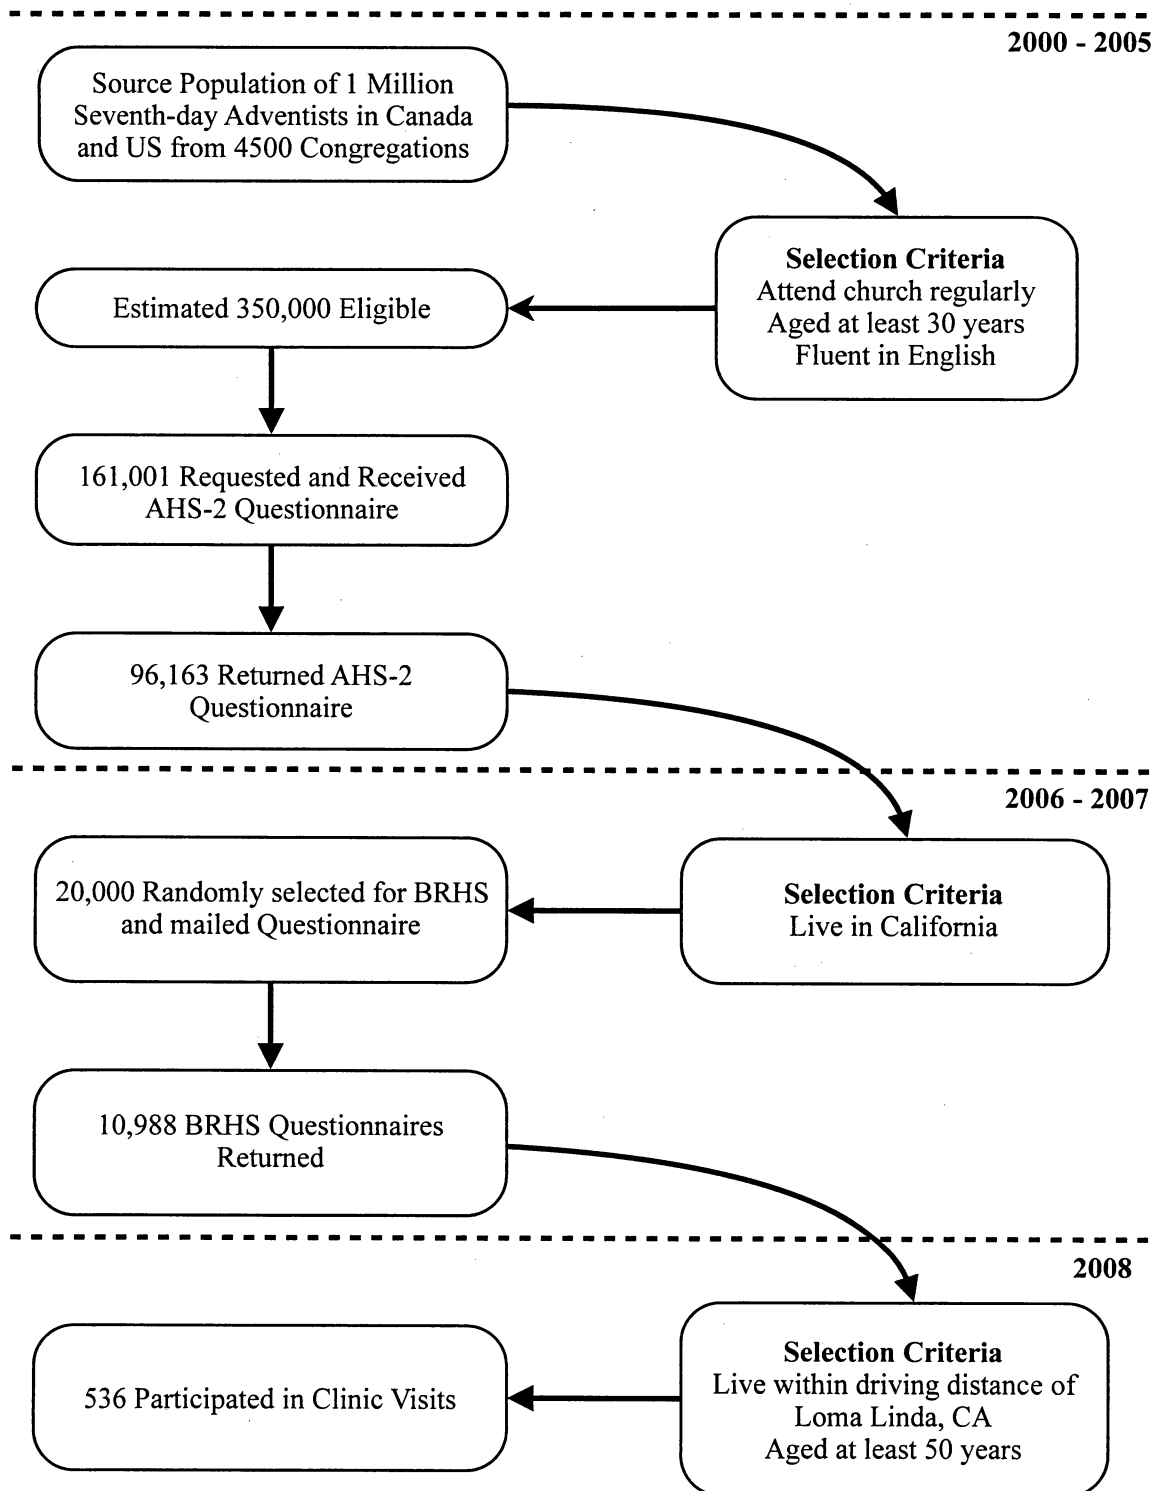 2000 - 2005
Source Population of 1 Million
Seventh-day Adventists in Canada
and US from 4500 Congregations
Selection Criteria
Attend church regularly
Aged at least 30 years
Fluent in English
Estimated 350,000 Eligible
161,001 Requested and Received
AHS-2 Questionnaire
96,163 Returned AHS-2
Questionnaire
2006 - 2007
Selection Criteria
Live in California
20,000 Randomly selected for BRHS
and mailed Questionnaire
10,988 BRHS Questionnaires
Returned
2008
Selection Criteria
Live within driving distance of
Loma Linda, CA
Aged at least 50 years
536 Participated in Clinic Visits